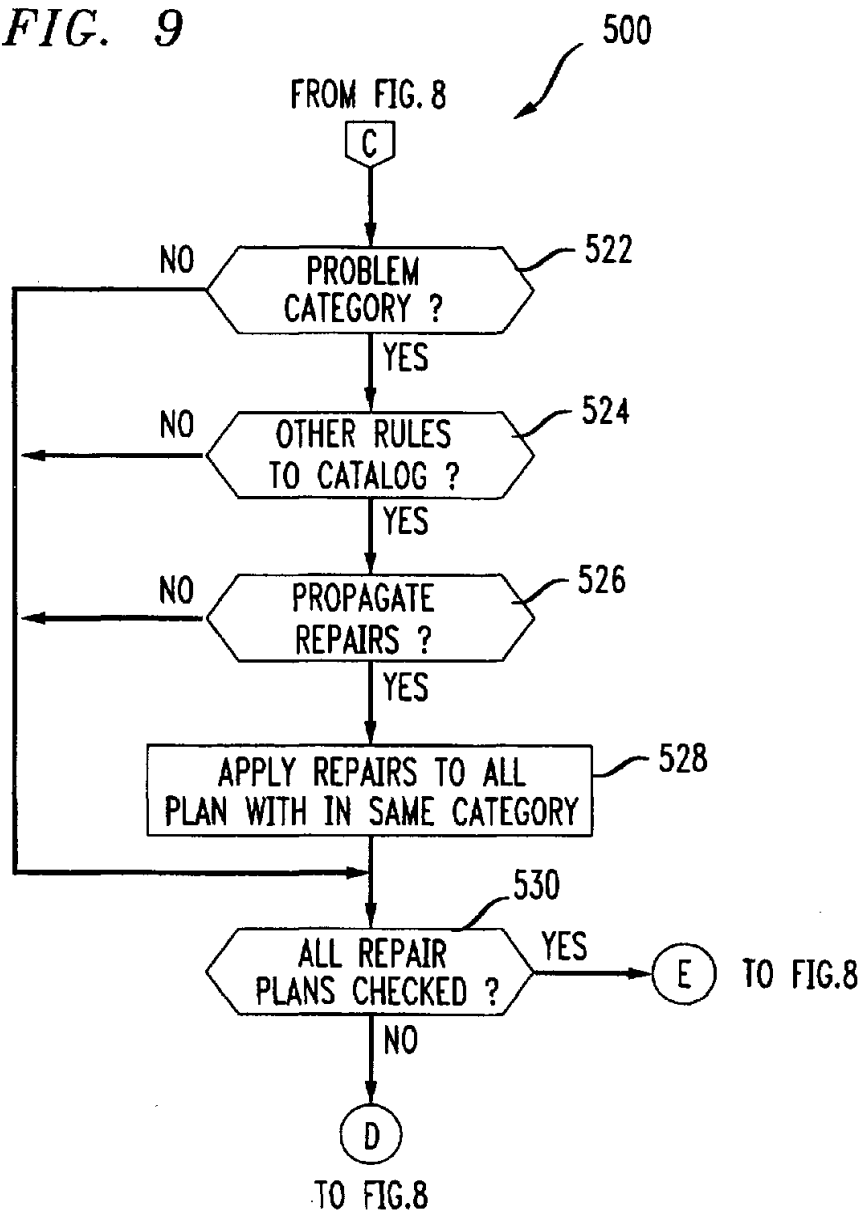 FIG. 9
500
FROM FIG. 8
C
NO
PROBLEM
CATEGORY ?
522
YES
NO
OTHER RULES
TO CATALOG ?
524
YES
NO
PROPAGATE
REPAIRS ?
526
YES
APPLY REPAIRS TO ALL
PLAN WITH IN SAME CATEGORY
528
530
ALL REPAIR
PLANS CHECKED ?
YES
E
TO FIG.8
NO
D
TO FIG.8